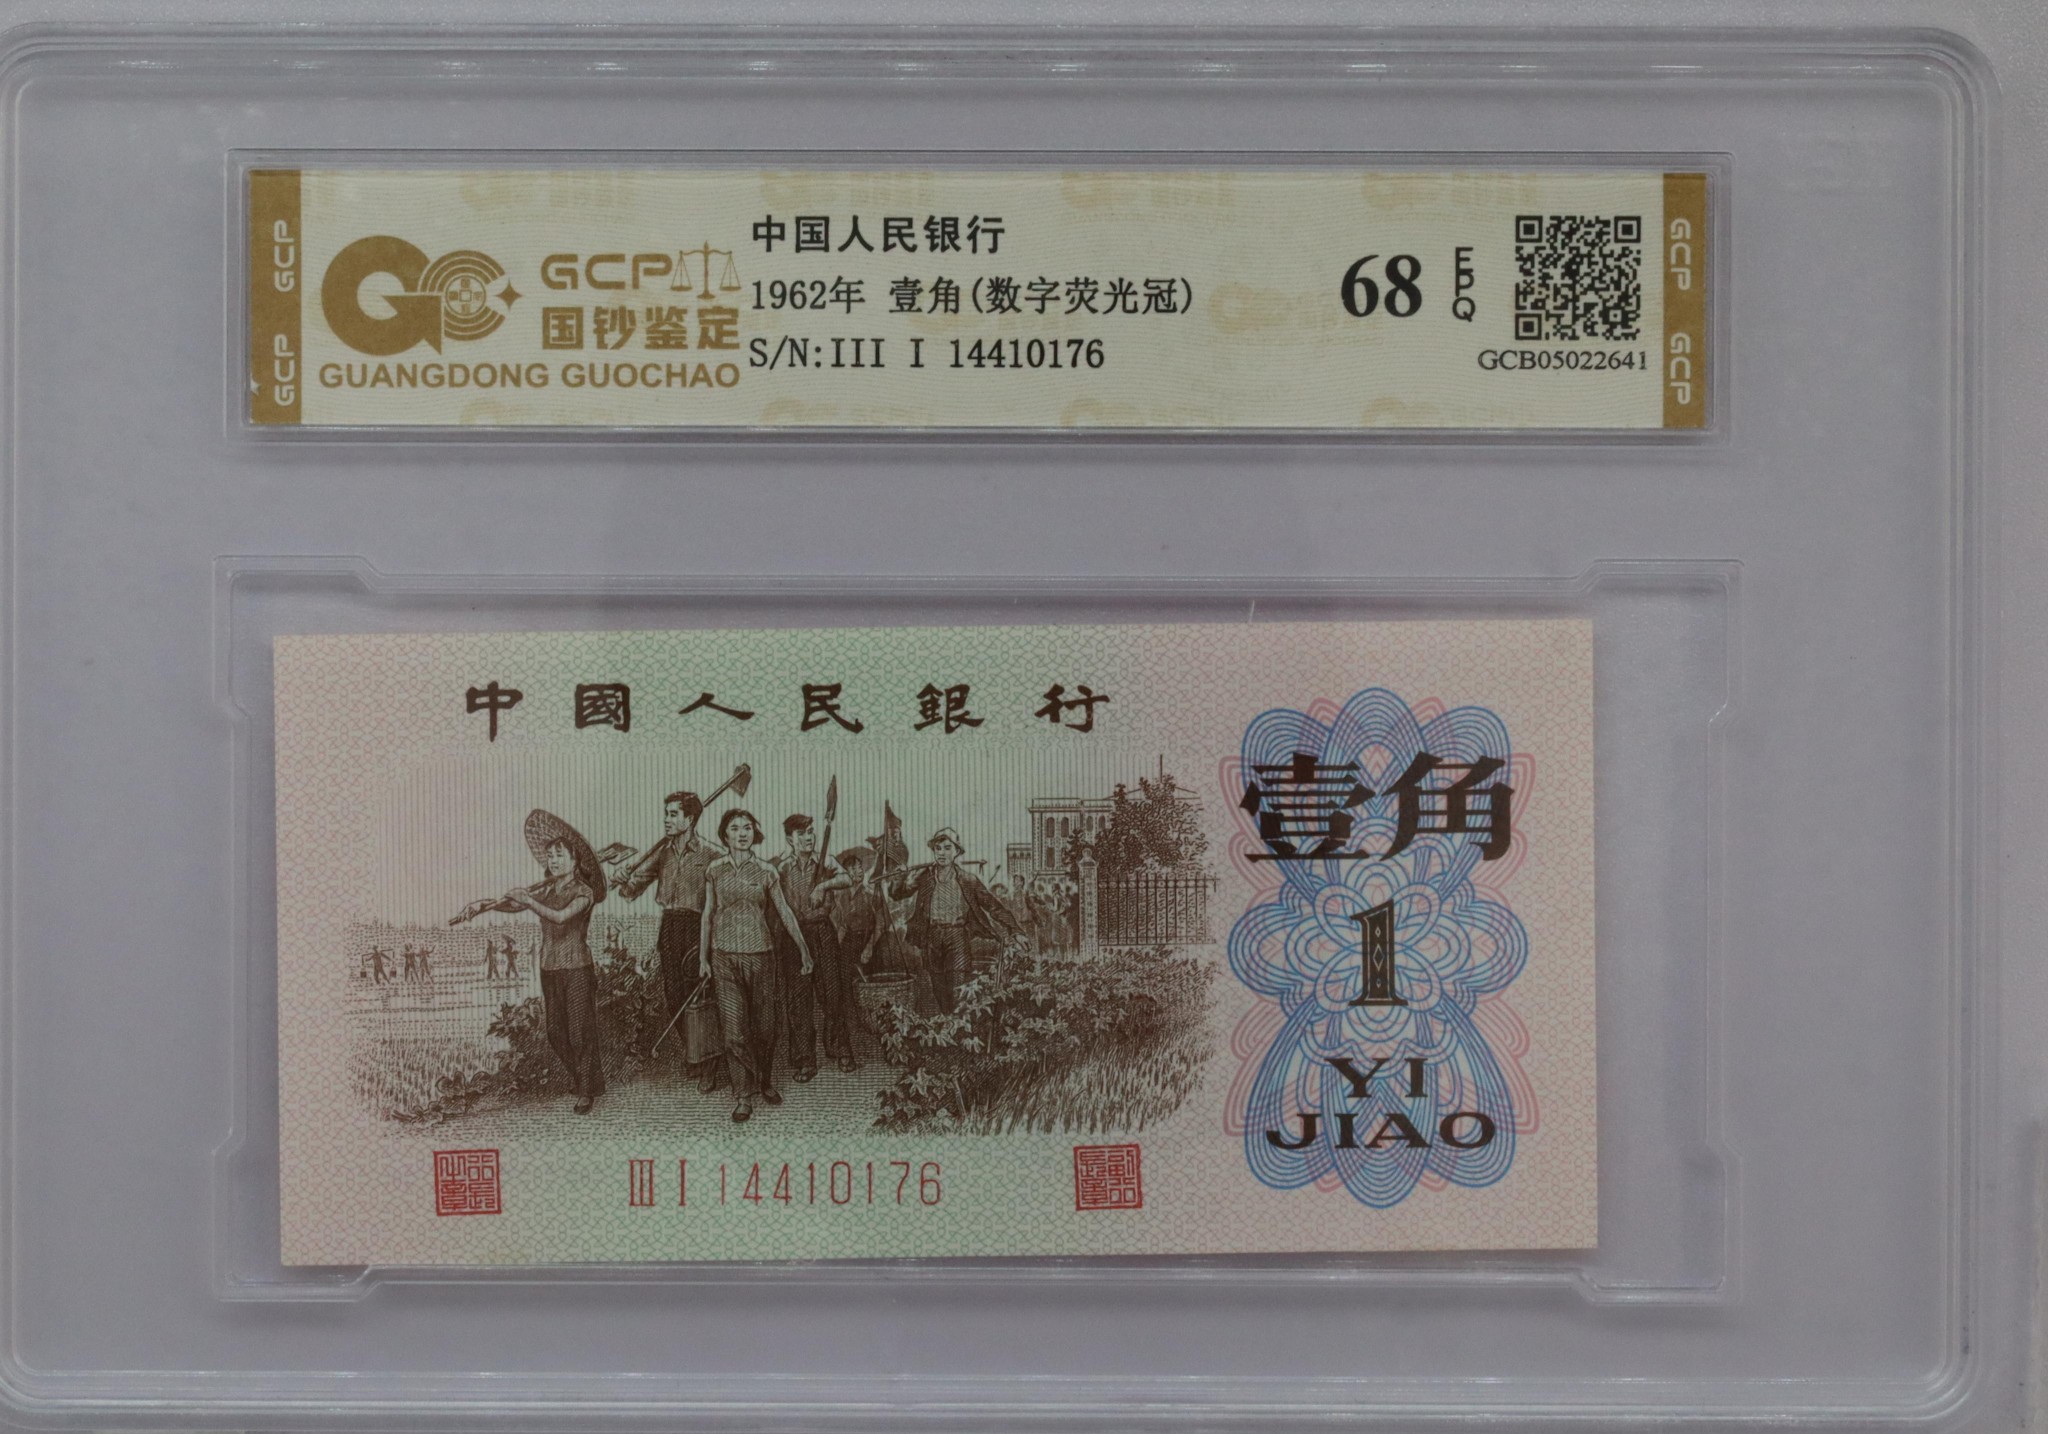 GCP
GCP
GCP
国钞鉴定
GUANGDONG GUOCHAO
中国人民银行
1962年 壹角(数字荧光冠)
S/N:III I 14410176
68 EPQ
GCB05022641
GCP
GCP
中國人民銀行
壹角
1
YI
JIAO
III I 14410176